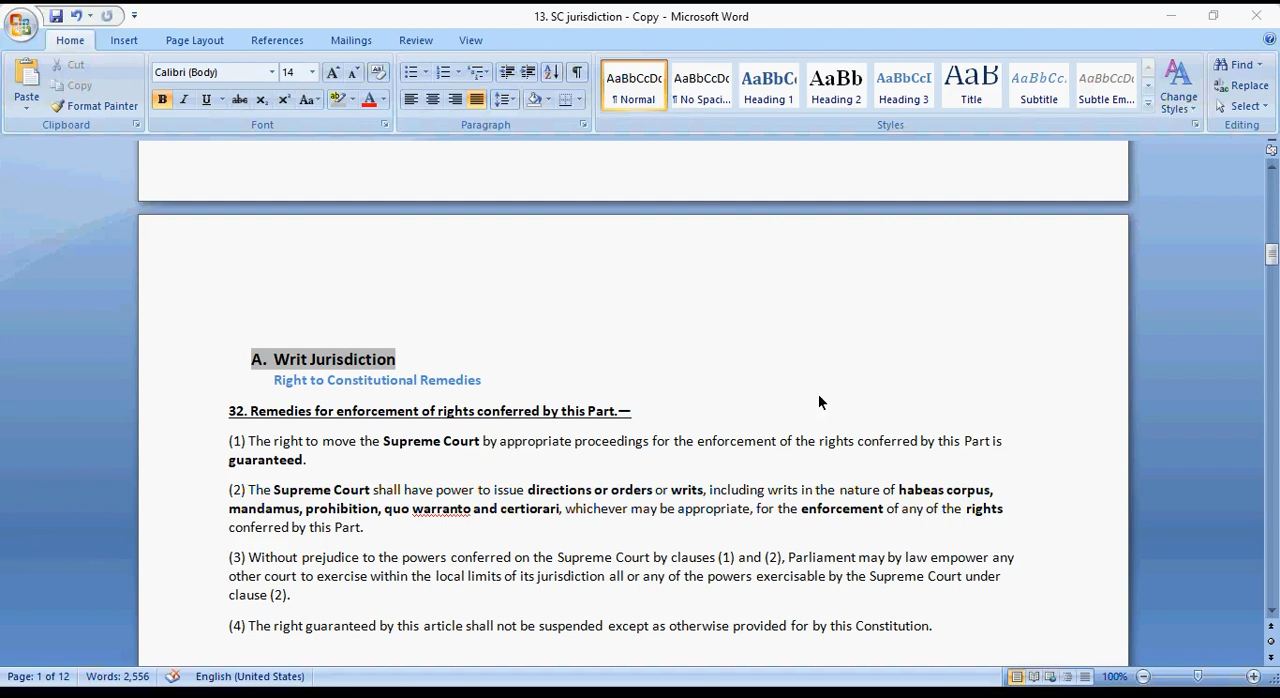 13. SC jurisdiction - Copy - Microsoft Word
Home Insert Page Layout References Mailings Review View
Paste
Cut
Copy
Format Painter
Clipboard
Calibri (Body) 14
B I U abc X₂ X² Aa
Font
Paragraph
AaBbCcDc AaBbCcDc AaBbCc AaBb AaBbCcI AaB AaBbCc. AaBbCcDc
¶ Normal ¶ No Spaci... Heading 1 Heading 2 Heading 3 Title Subtitle Subtle Em...
Change
Styles
Styles
Find
Replace
Select
Editing
A. Writ Jurisdiction
Right to Constitutional Remedies
32. Remedies for enforcement of rights conferred by this Part.—
(1) The right to move the Supreme Court by appropriate proceedings for the enforcement of the rights conferred by this Part is
guaranteed.
(2) The Supreme Court shall have power to issue directions or orders or writs, including writs in the nature of habeas corpus,
mandamus, prohibition, quo warranto and certiorari, whichever may be appropriate, for the enforcement of any of the rights
conferred by this Part.
(3) Without prejudice to the powers conferred on the Supreme Court by clauses (1) and (2), Parliament may by law empower any
other court to exercise within the local limits of its jurisdiction all or any of the powers exercisable by the Supreme Court under
clause (2).
(4) The right guaranteed by this article shall not be suspended except as otherwise provided for by this Constitution.
Page: 1 of 12 Words: 2,556 English (United States) 100%